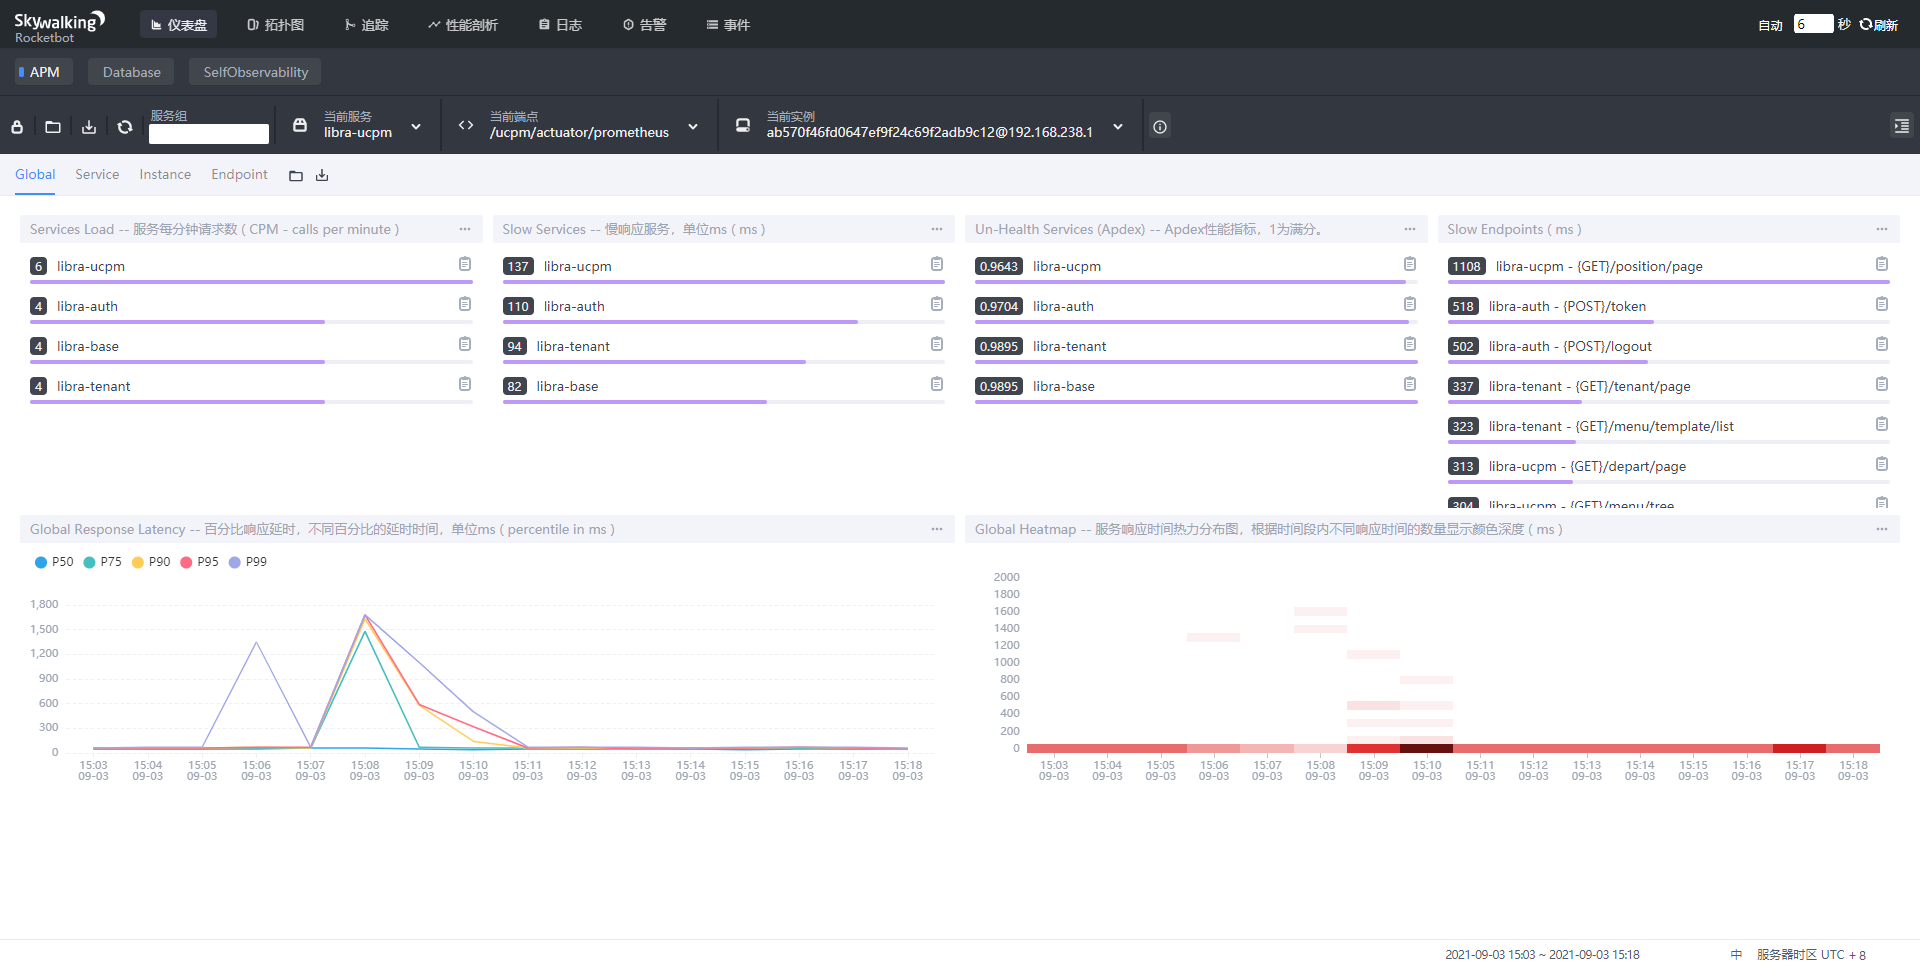 Skywalking
Rocketbot
仪表盘
拓扑图
追踪
性能剖析
日志
告警
事件
自动 6 秒 刷新
APM
Database
SelfObservability
服务组
当前服务
libra-ucpm
当前端点
/ucpm/actuator/prometheus
当前实例
ab570f46fd0647ef9f24c69f2adb9c12@192.168.238.1
Global
Service
Instance
Endpoint
Services Load -- 服务每分钟请求数 ( CPM - calls per minute )
6 libra-ucpm
4 libra-auth
4 libra-base
4 libra-tenant
Slow Services -- 慢响应服务，单位ms ( ms )
137 libra-ucpm
110 libra-auth
94 libra-tenant
82 libra-base
Un-Health Services (Apdex) -- Apdex性能指标，1为满分。
0.9643 libra-ucpm
0.9704 libra-auth
0.9895 libra-tenant
0.9895 libra-base
Slow Endpoints ( ms )
1108 libra-ucpm - {GET}/position/page
518 libra-auth - {POST}/token
502 libra-auth - {POST}/logout
337 libra-tenant - {GET}/tenant/page
323 libra-tenant - {GET}/menu/template/list
313 libra-ucpm - {GET}/depart/page
304 libra-ucpm - {GET}/menu/tree
Global Response Latency -- 百分比响应延时，不同百分比的延时时间，单位ms ( percentile in ms )
P50 P75 P90 P95 P99
1,800
1,500
1,200
900
600
300
0
15:03 15:04 15:05 15:06 15:07 15:08 15:09 15:10 15:11 15:12 15:13 15:14 15:15 15:16 15:17 15:18
09-03 09-03 09-03 09-03 09-03 09-03 09-03 09-03 09-03 09-03 09-03 09-03 09-03 09-03 09-03 09-03
Global Heatmap -- 服务响应时间热力分布图，根据时间段内不同响应时间的数量显示颜色深度 ( ms )
2000
1800
1600
1400
1200
1000
800
600
400
200
0
15:03 15:04 15:05 15:06 15:07 15:08 15:09 15:10 15:11 15:12 15:13 15:14 15:15 15:16 15:17 15:18
09-03 09-03 09-03 09-03 09-03 09-03 09-03 09-03 09-03 09-03 09-03 09-03 09-03 09-03 09-03 09-03
2021-09-03 15:03 ~ 2021-09-03 15:18
中 服务器时区 UTC + 8